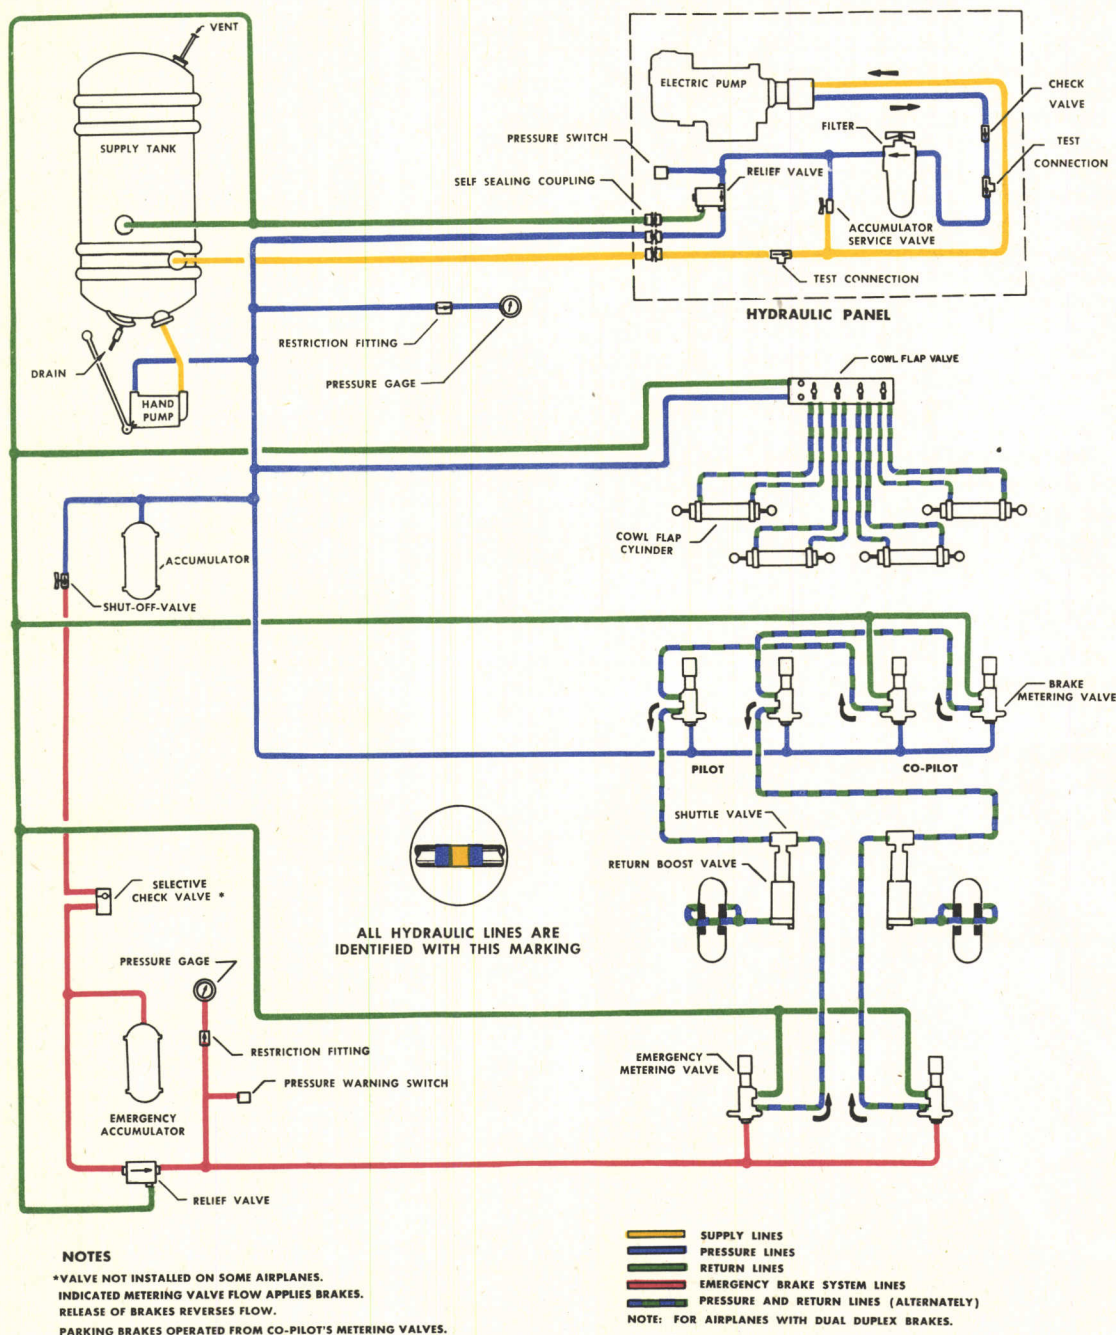 VENT
SUPPLY TANK
ELECTRIC PUMP
CHECK
VALVE
FILTER
PRESSURE SWITCH
TEST
CONNECTION
RELIEF VALVE
SELF SEALING COUPLING
ACCUMULATOR
SERVICE VALVE
TEST CONNECTION
HYDRAULIC PANEL
RESTRICTION FITTING
PRESSURE GAGE
DRAIN
HAND
PUMP
COWL FLAP VALVE
COWL FLAP
CYLINDER
ACCUMULATOR
SHUT-OFF-VALVE
BRAKE
METERING VALVE
PILOT
CO-PILOT
SHUTTLE VALVE
RETURN BOOST VALVE
SELECTIVE
CHECK VALVE *
ALL HYDRAULIC LINES ARE
IDENTIFIED WITH THIS MARKING
PRESSURE GAGE
RESTRICTION FITTING
PRESSURE WARNING SWITCH
EMERGENCY
METERING VALVE
EMERGENCY
ACCUMULATOR
RELIEF VALVE
NOTES
*VALVE NOT INSTALLED ON SOME AIRPLANES.
INDICATED METERING VALVE FLOW APPLIES BRAKES.
RELEASE OF BRAKES REVERSES FLOW.
PARKING BRAKES OPERATED FROM CO-PILOT'S METERING VALVES.
SUPPLY LINES
PRESSURE LINES
RETURN LINES
EMERGENCY BRAKE SYSTEM LINES
PRESSURE AND RETURN LINES (ALTERNATELY)
NOTE: FOR AIRPLANES WITH DUAL DUPLEX BRAKES.